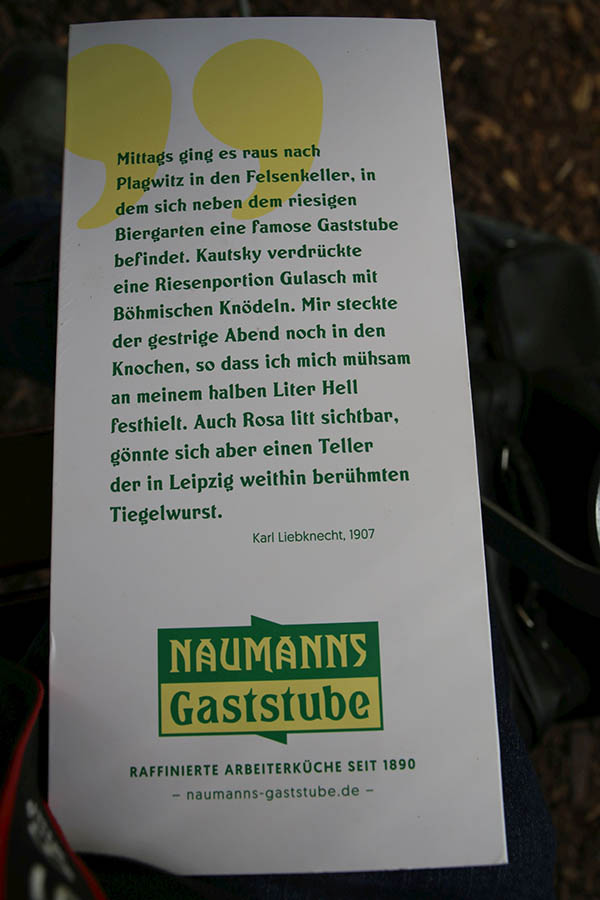 Mittags ging es raus nach
Plagwitz in den Felsenkeller, in
dem sich neben dem riesigen
Biergarten eine famose Gaststube
befindet. Kautsky verdrückte
eine Riesenportion Gulasch mit
Böhmischen Knödeln. Mir steckte
der gestrige Abend noch in den
Knochen, so dass ich mich mühsam
an meinem halben Liter Hell
festhielt. Auch Rosa litt sichtbar,
gönnte sich aber einen Teller
der in Leipzig weithin berühmten
Tiegelwurst.
Karl Liebknecht, 1907
NAUMANNS
Gaststube
RAFFINIERTE ARBEITERKÜCHE SEIT 1890
– naumanns-gaststube.de –